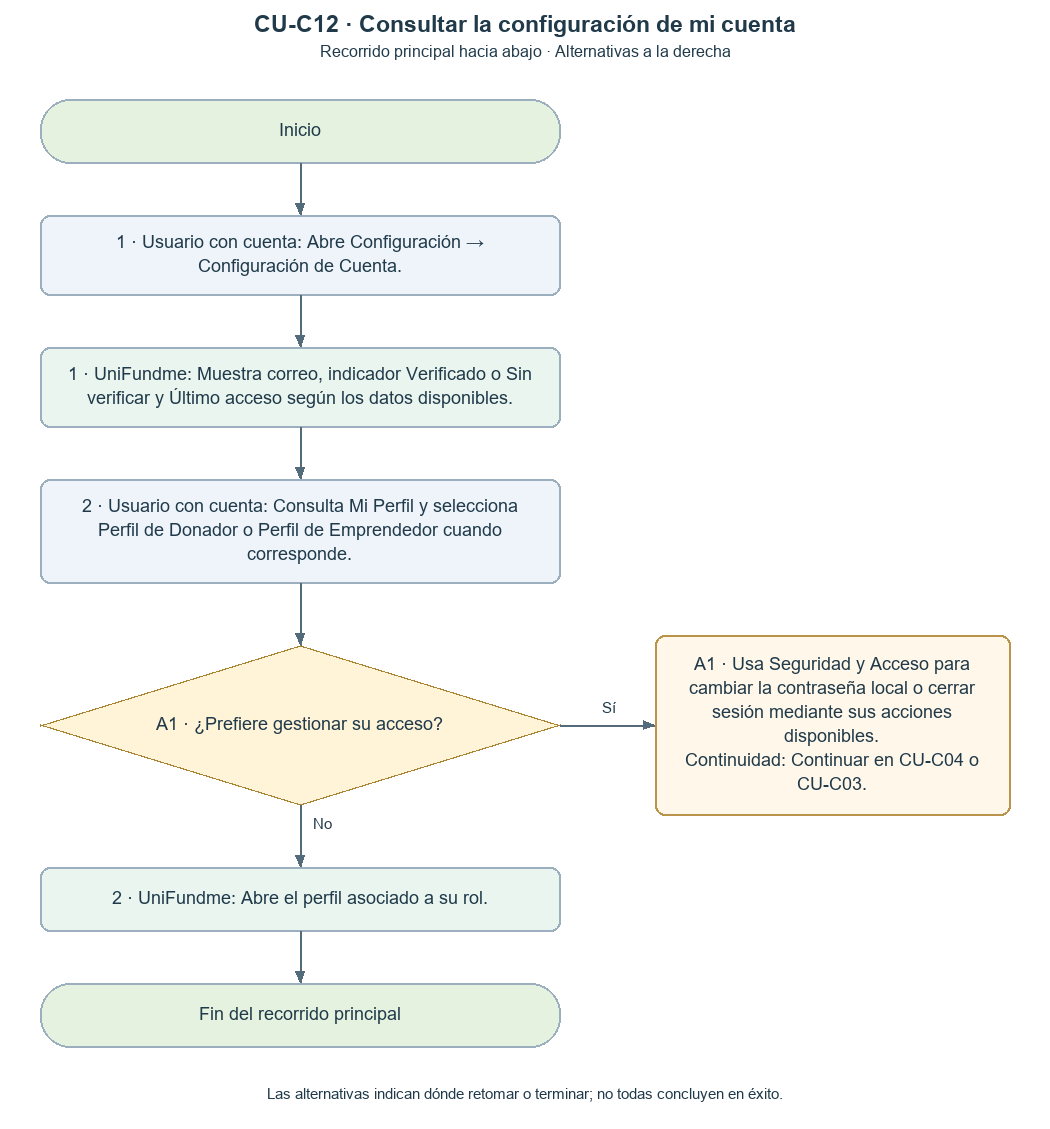 CU-C12 · Consultar la configuración de mi cuenta
Recorrido principal hacia abajo · Alternativas a la derecha
Inicio
1 · Usuario con cuenta: Abre Configuración →
Configuración de Cuenta.
1 · UniFundme: Muestra correo, indicador Verificado o Sin
verificar y Último acceso según los datos disponibles.
2 · Usuario con cuenta: Consulta Mi Perfil y selecciona
Perfil de Donador o Perfil de Emprendedor cuando
corresponde.
A1 · ¿Prefiere gestionar su acceso?
Sí
A1 · Usa Seguridad y Acceso para
cambiar la contraseña local o cerrar
sesión mediante sus acciones
disponibles.
Continuidad: Continuar en CU-C04 o
CU-C03.
No
2 · UniFundme: Abre el perfil asociado a su rol.
Fin del recorrido principal
Las alternativas indican dónde retomar o terminar; no todas concluyen en éxito.